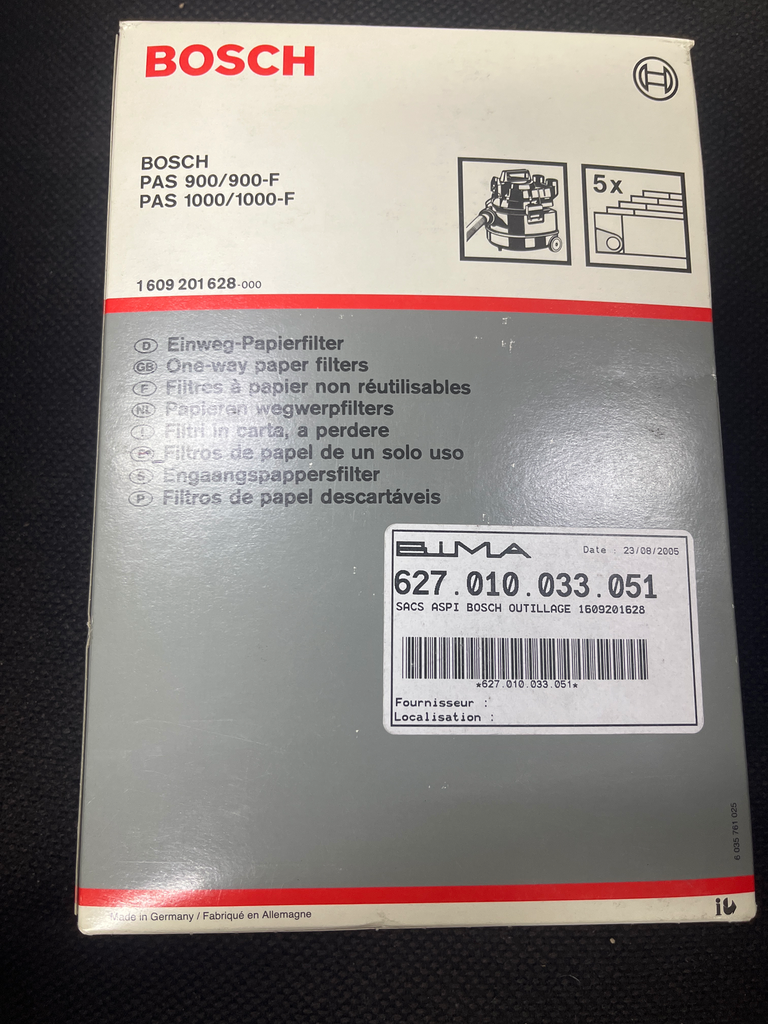 BOSCH
BOSCH
PAS 900/900-F
PAS 1000/1000-F
5x
1 609 201 628-000
D Einweg-Papierfilter
GB One-way paper filters
F Filtres à papier non réutilisables
NL Papieren wegwerpfilters
I Filtri in carta, a perdere
E Filtros de papel de un solo uso
S Engaangspappersfilter
P Filtros de papel descartáveis
Date : 23/08/2005
627.010.033.051
SACS ASPI BOSCH OUTILLAGE 1609201628
*627.010.033.051*
Fournisseur :
Localisation :
6 035 761 025
Made in Germany / Fabriqué en Allemagne